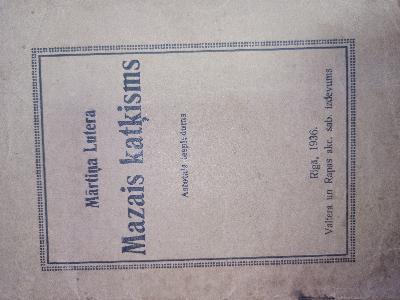 Mārtiņa Lutera
Mazais katķisms
Rīgā, 1936.
Valtera un Rapas akc. sab. izdevums